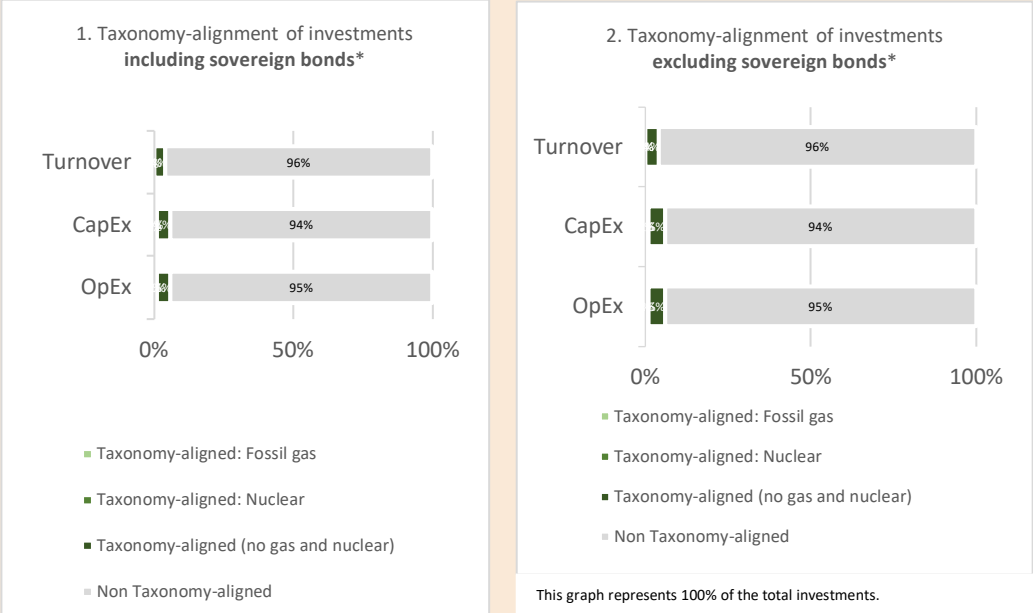 1. Taxonomy-alignment of investments
including sovereign bonds*
Turnover
96%
CapEx
94%
OpEx
95%
0% 50% 100%
Taxonomy-aligned: Fossil gas
Taxonomy-aligned: Nuclear
Taxonomy-aligned (no gas and nuclear)
Non Taxonomy-aligned
2. Taxonomy-alignment of investments
excluding sovereign bonds*
Turnover
96%
CapEx
94%
OpEx
95%
0% 50% 100%
Taxonomy-aligned: Fossil gas
Taxonomy-aligned: Nuclear
Taxonomy-aligned (no gas and nuclear)
Non Taxonomy-aligned
This graph represents 100% of the total investments.